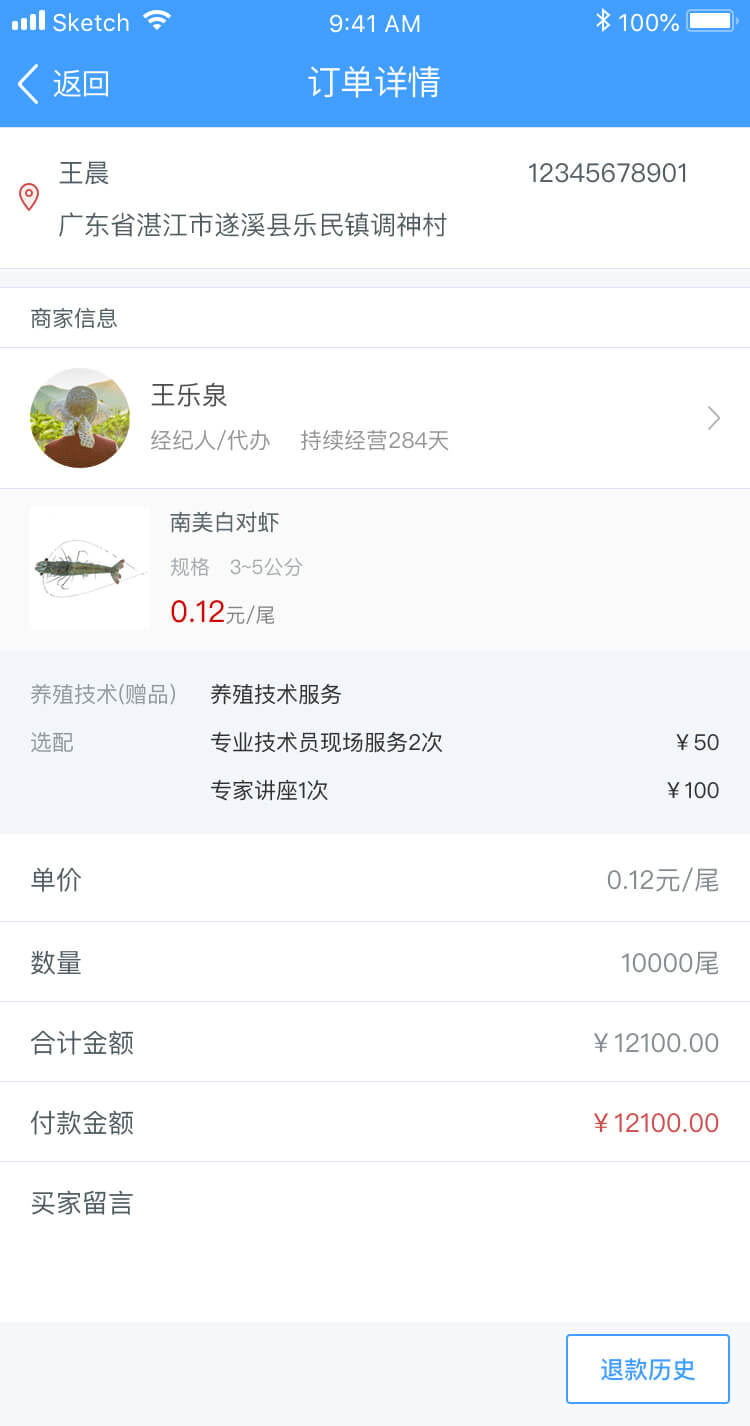 Sketch 9:41 AM 100%
返回 订单详情
王晨 12345678901
广东省湛江市遂溪县乐民镇调神村
商家信息
王乐泉
经纪人/代办 持续经营284天
南美白对虾
规格 3~5公分
0.12元/尾
养殖技术(赠品) 养殖技术服务
选配 专业技术员现场服务2次 ¥50
专家讲座1次 ¥100
单价 0.12元/尾
数量 10000尾
合计金额 ¥12100.00
付款金额 ¥12100.00
买家留言
退款历史